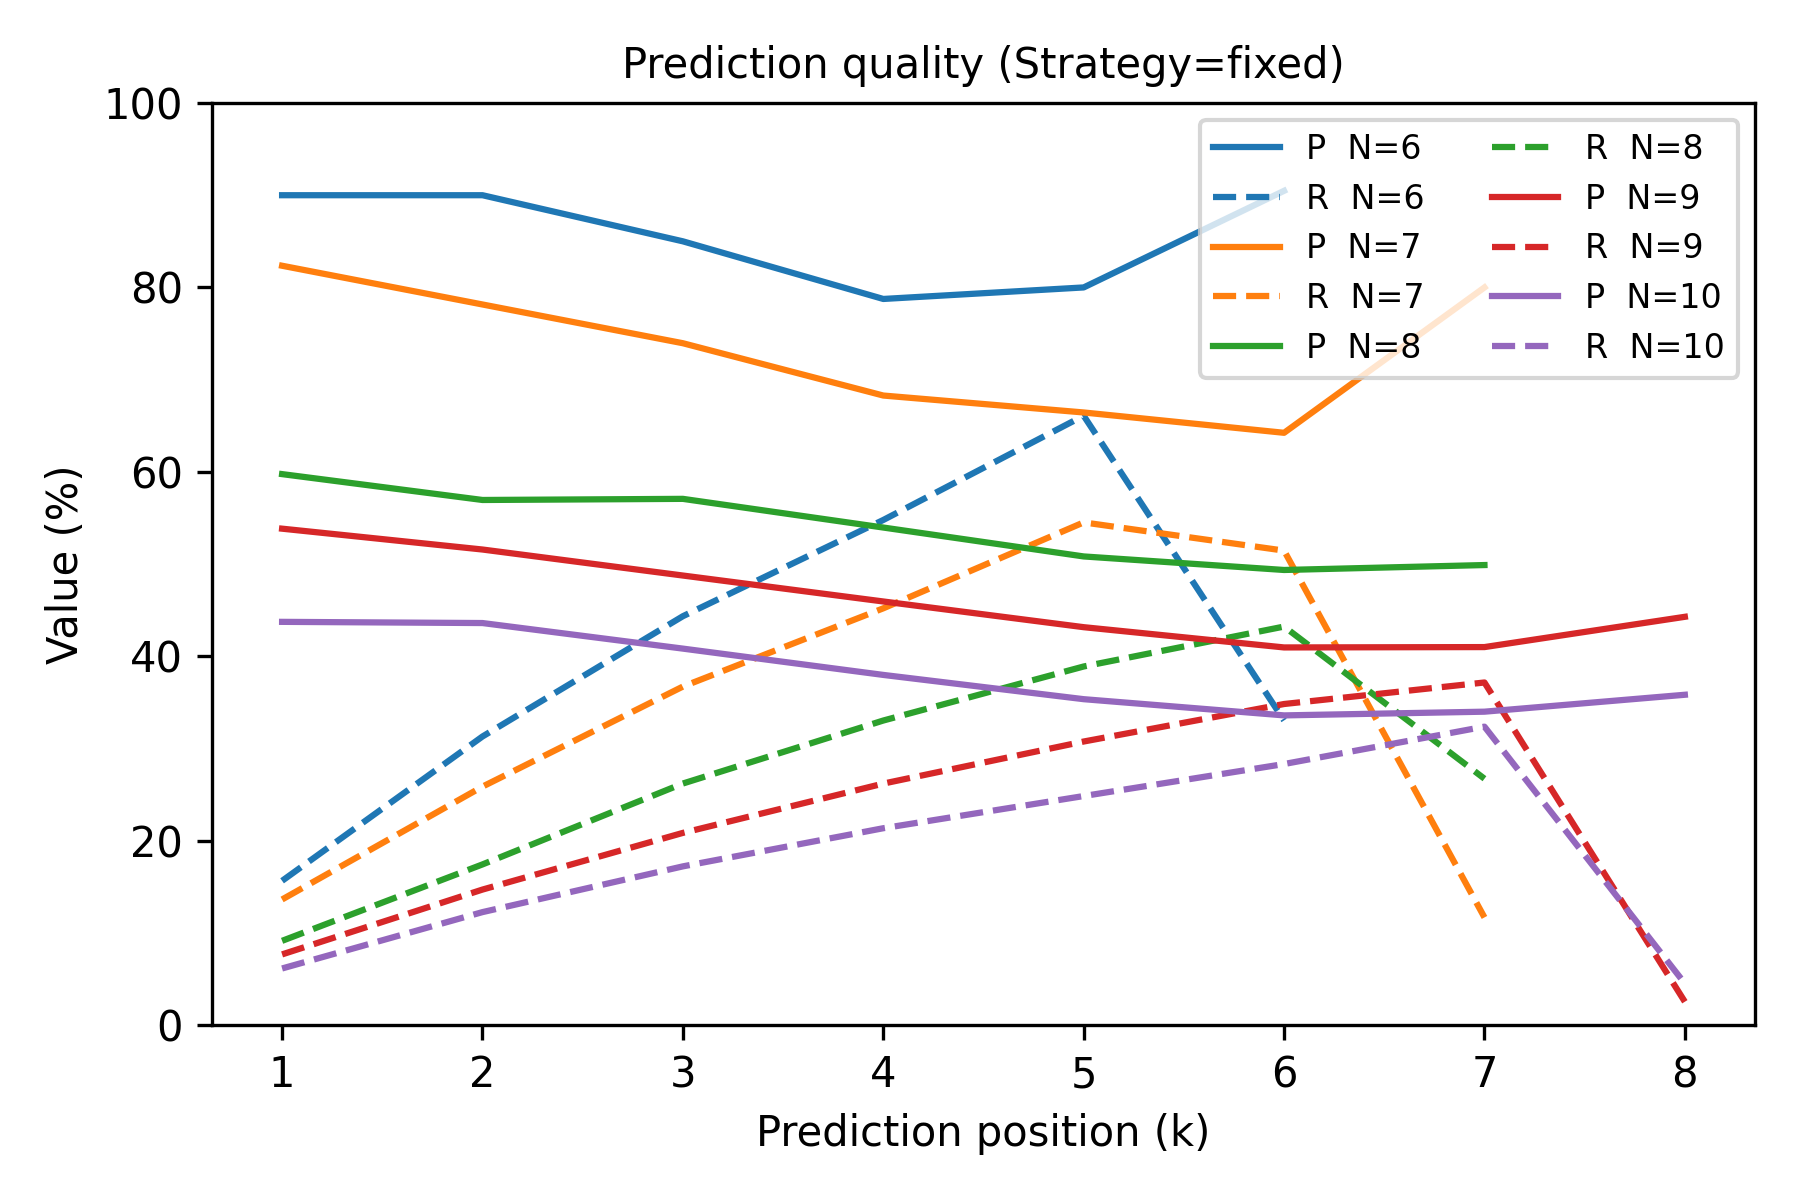 Prediction quality (Strategy=fixed)
100
80
60
40
20
0
Value (%)
P N=6
R N=6
P N=7
R N=7
P N=8
R N=8
P N=9
R N=9
P N=10
R N=10
1 2 3 4 5 6 7 8
Prediction position (k)